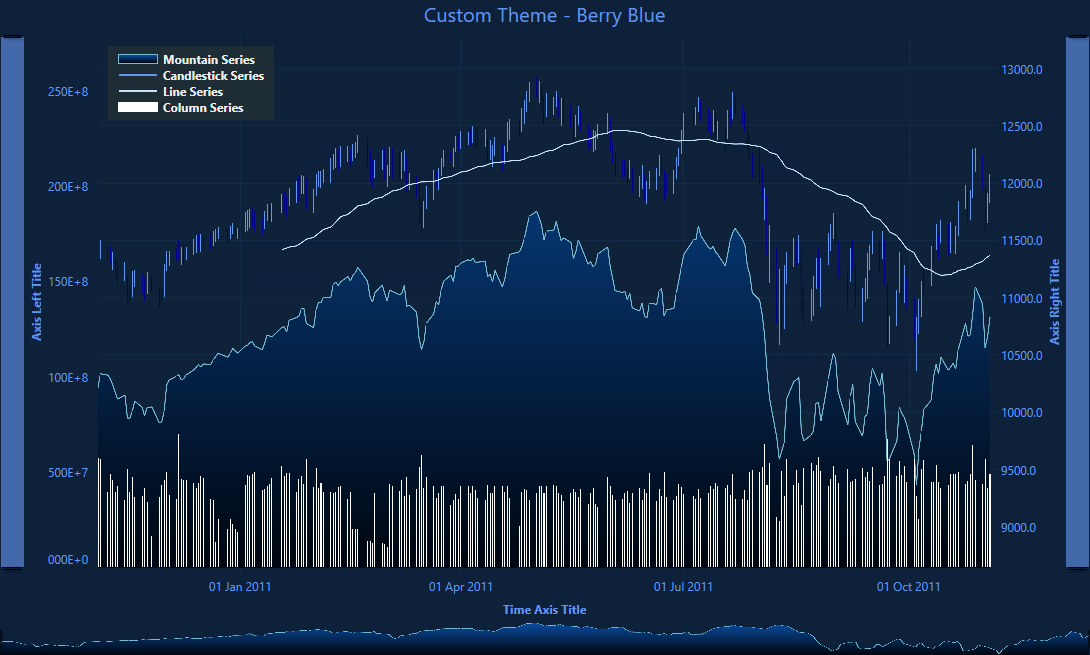 Custom Theme - Berry Blue
Mountain Series
Candlestick Series
Line Series
Column Series
250E+8
200E+8
150E+8
100E+8
500E+7
000E+0
Axis Left Title
13000.0
12500.0
12000.0
11500.0
11000.0
10500.0
10000.0
9500.0
9000.0
Axis Right Title
01 Jan 2011
01 Apr 2011
01 Jul 2011
01 Oct 2011
Time Axis Title